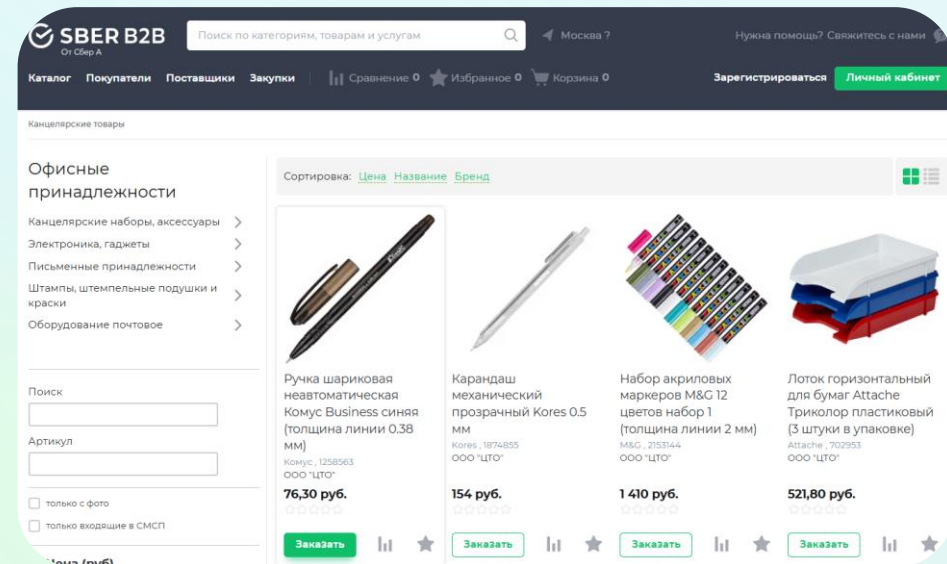 SBER B2B
От Сбер А
Поиск по категориям, товарам и услугам
Москва ?
Нужна помощь? Свяжитесь с нами
Каталог Покупатели Поставщики Закупки
Сравнение 0 Избранное 0 Корзина 0
Зарегистрироваться Личный кабинет
Канцелярские товары
Офисные
принадлежности
Канцелярские наборы, аксессуары
Электроника, гаджеты
Письменные принадлежности
Штампы, штемпельные подушки и
краски
Оборудование почтовое
Поиск
Артикул
только с фото
только входящие в СМСП
Цена (руб)
Сортировка: Цена Название Бренд
Ручка шариковая
неавтоматическая
Комус Business синяя
(толщина линии 0.38
мм)
Комус , 1258563
ООО "ЦТО"
76,30 руб.
Заказать
Карандаш
механический
прозрачный Kores 0.5
мм
Kores , 1874855
ООО "ЦТО"
154 руб.
Заказать
Набор акриловых
маркеров M&G 12
цветов набор 1
(толщина линии 2 мм)
M&G , 2153144
ООО "ЦТО"
1 410 руб.
Заказать
Лоток горизонтальный
для бумаг Attache
Триколор пластиковый
(3 штуки в упаковке)
Attache , 702953
ООО "ЦТО"
521,80 руб.
Заказать